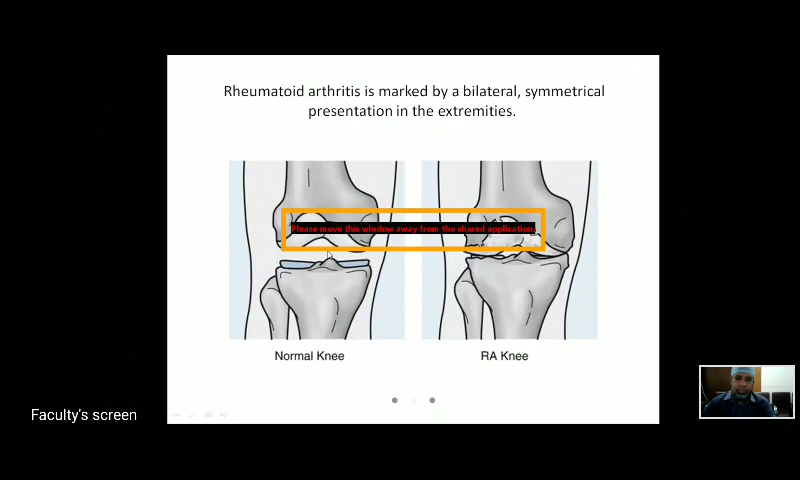 Rheumatoid arthritis is marked by a bilateral, symmetrical
presentation in the extremities.
Please move this window away from the shared application.
Normal Knee
RA Knee
Faculty's screen